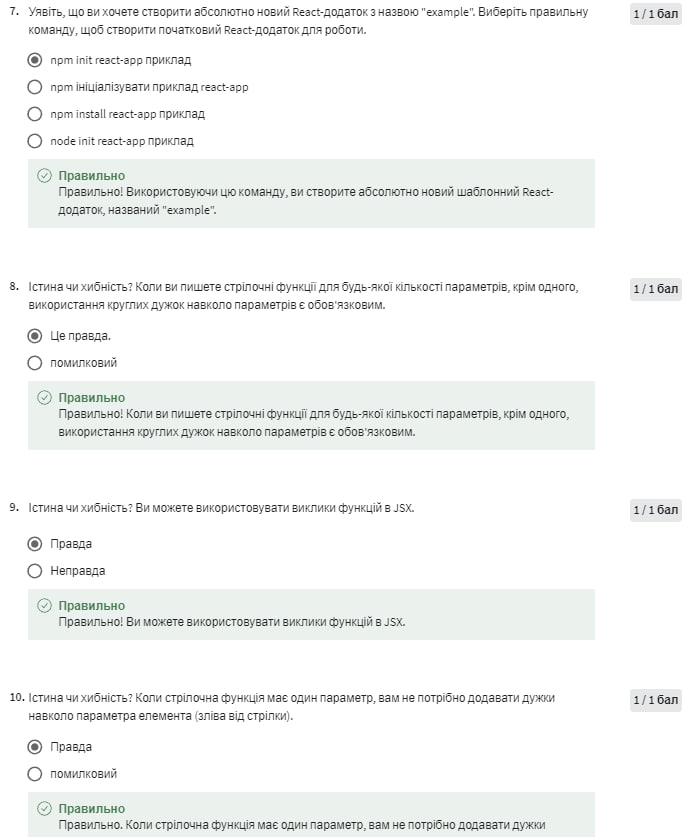 7. Уявіть, що ви хочете створити абсолютно новий React-додаток з назвою "example". Виберіть правильну
команду, щоб створити початковий React-додаток для роботи.
1 / 1 бал
npm init react-app приклад
npm ініціалізувати приклад react-app
npm install react-app приклад
node init react-app приклад
Правильно
Правильно! Використовуючи цю команду, ви створите абсолютно новий шаблонний React-
додаток, названий "example".
8. Істина чи хибність? Коли ви пишете стрілочні функції для будь-якої кількості параметрів, крім одного,
використання круглих дужок навколо параметрів є обов'язковим.
1 / 1 бал
Це правда.
помилковий
Правильно
Правильно! Коли ви пишете стрілочні функції для будь-якої кількості параметрів, крім одного,
використання круглих дужок навколо параметрів є обов'язковим.
9. Істина чи хибність? Ви можете використовувати виклики функцій в JSX.
1 / 1 бал
Правда
Неправда
Правильно
Правильно! Ви можете використовувати виклики функцій в JSX.
10. Істина чи хибність? Коли стрілочна функція має один параметр, вам не потрібно додавати дужки
навколо параметра елемента (зліва від стрілки).
1 / 1 бал
Правда
помилковий
Правильно
Правильно. Коли стрілочна функція має один параметр, вам не потрібно додавати дужки